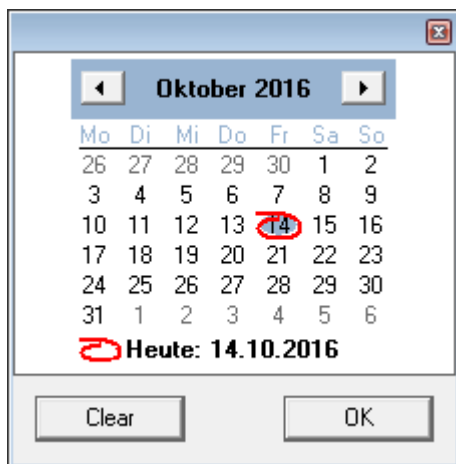 Oktober 2016
Mo Di Mi Do Fr Sa So
26 27 28 29 30 1 2
3 4 5 6 7 8 9
10 11 12 13 14 15 16
17 18 19 20 21 22 23
24 25 26 27 28 29 30
31 1 2 3 4 5 6
Heute: 14.10.2016
Clear OK